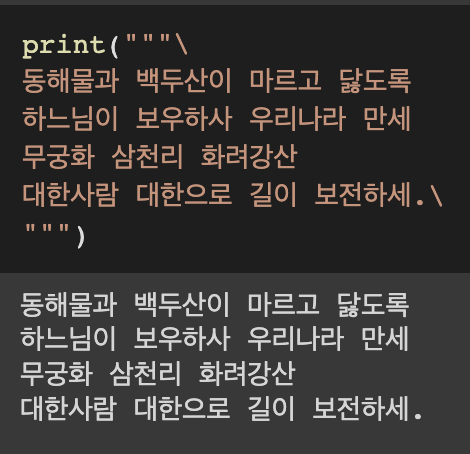 print("""\
동해물과 백두산이 마르고 닳도록
하느님이 보우하사 우리나라 만세
무궁화 삼천리 화려강산
대한사람 대한으로 길이 보전하세.\
""")
동해물과 백두산이 마르고 닳도록
하느님이 보우하사 우리나라 만세
무궁화 삼천리 화려강산
대한사람 대한으로 길이 보전하세.